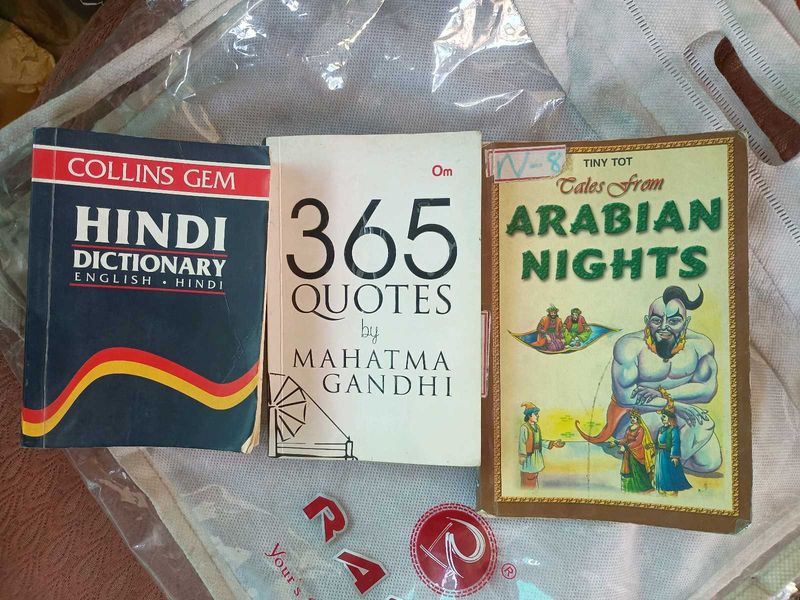 COLLINS GEM
HINDI
DICTIONARY
ENGLISH • HINDI
Om
365
QUOTES
by
MAHATMA
GANDHI
N-8
TINY TOT
Tales From
ARABIAN
NIGHTS
R
A
R
®
Your's